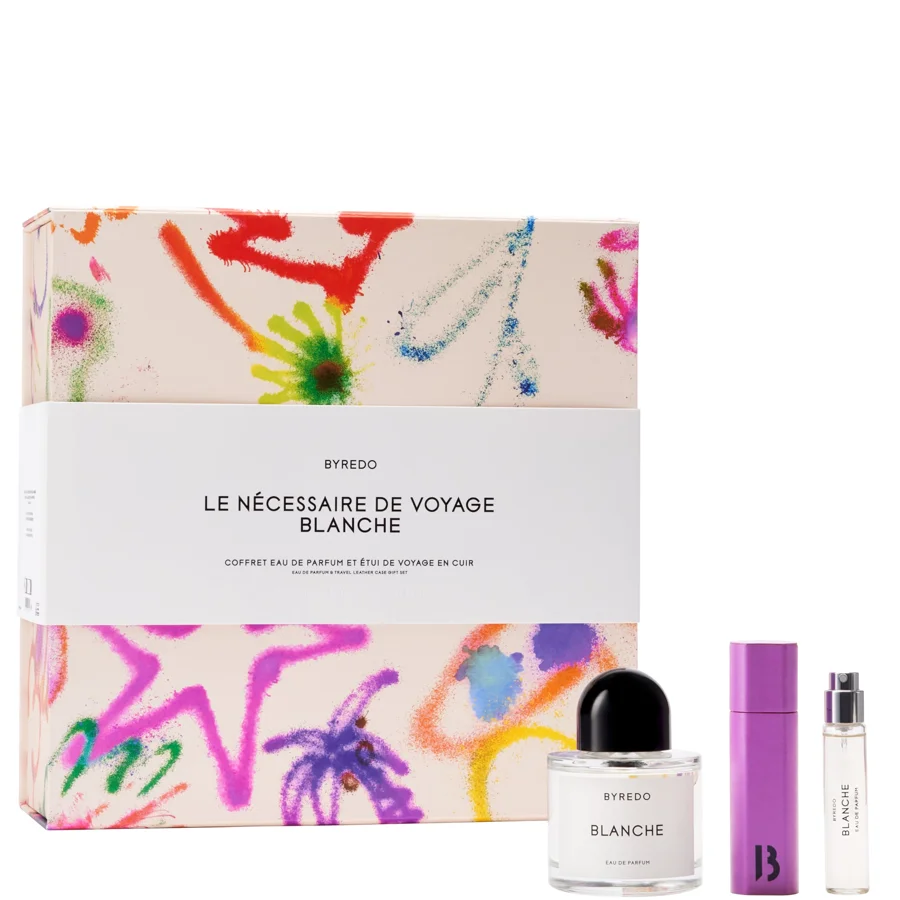 BYREDO
LE NÉCESSAIRE DE VOYAGE
BLANCHE
COFFRET EAU DE PARFUM ET ÉTUI DE VOYAGE EN CUIR
EAU DE PARFUM & TRAVEL LEATHER CASE GIFT SET
BYREDO
BLANCHE
EAU DE PARFUM
B
BYREDO
BLANCHE
EAU DE PARFUM